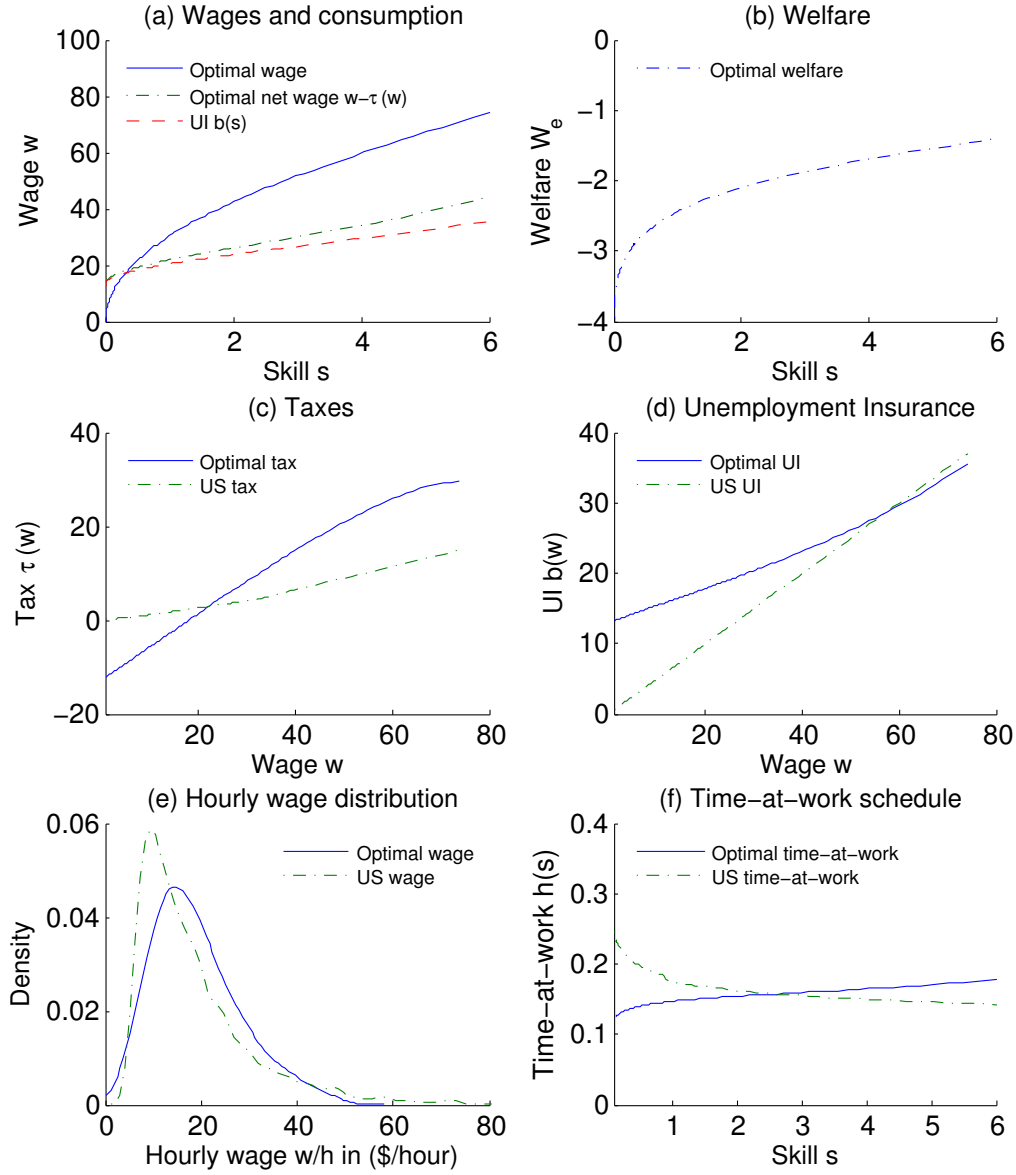 (a) Wages and consumption
100
80
60
40
20
0
Wage w
Optimal wage
Optimal net wage w−τ (w)
UI b(s)
0 2 4 6
Skill s
(b) Welfare
0
−1
−2
−3
−4
Welfare W_e
Optimal welfare
0 2 4 6
Skill s
(c) Taxes
40
20
0
−20
Tax τ (w)
Optimal tax
US tax
20 40 60 80
Wage w
(d) Unemployment Insurance
40
30
20
10
0
UI b(w)
Optimal UI
US UI
20 40 60 80
Wage w
(e) Hourly wage distribution
0.06
0.04
0.02
0
Density
Optimal wage
US wage
0 20 40 60 80
Hourly wage w/h in ($/hour)
(f) Time−at−work schedule
0.4
0.3
0.2
0.1
0
Time−at−work h(s)
Optimal time−at−work
US time−at−work
1 2 3 4 5 6
Skill s